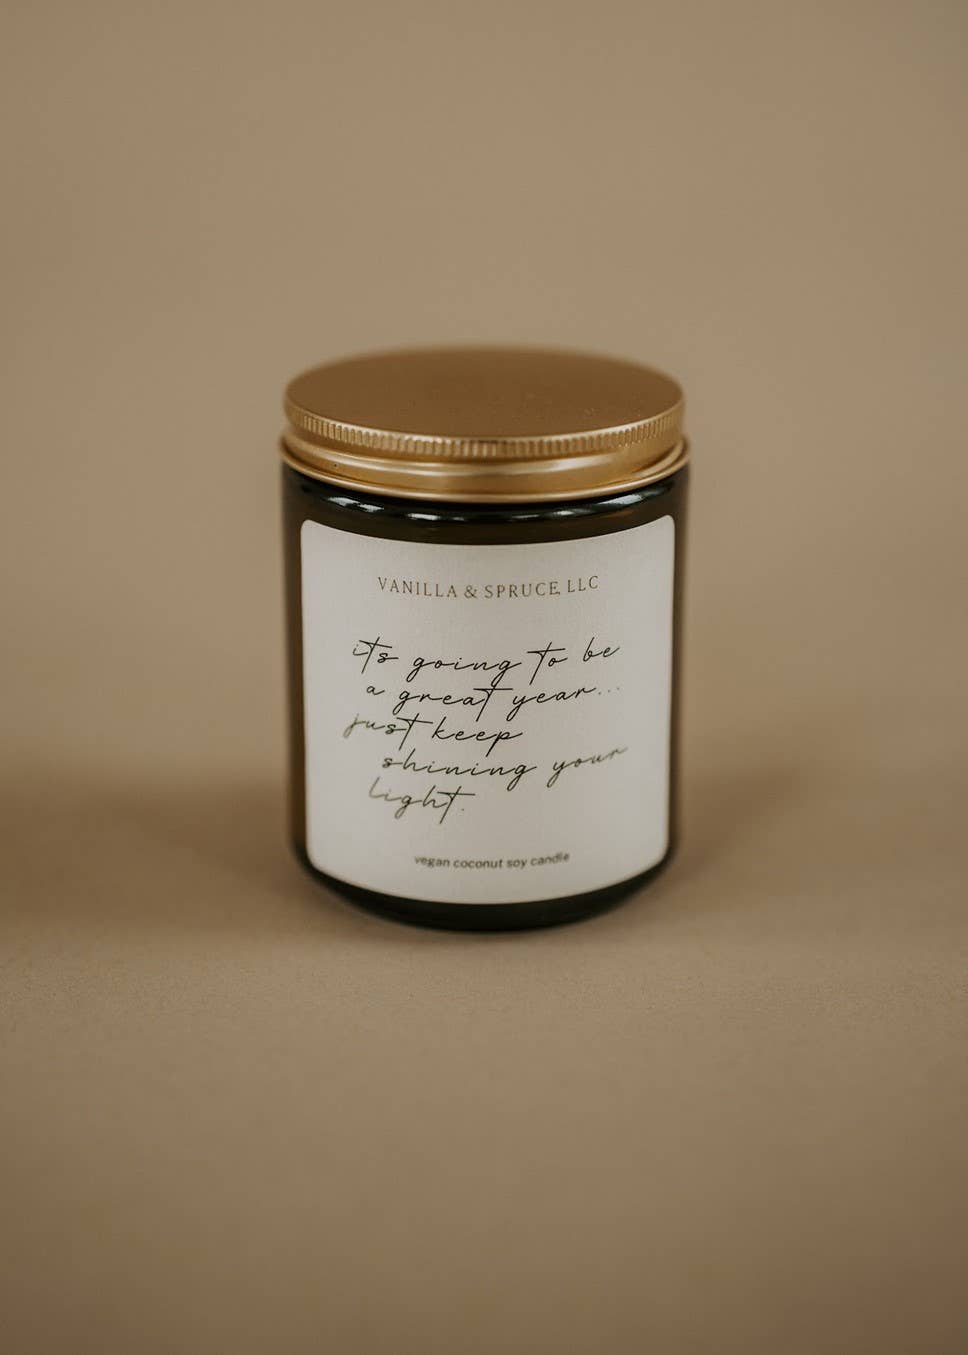 VANILLA & SPRUCE, LLC
its going to be
a great year...
just keep
shining your
light.
vegan coconut soy candle